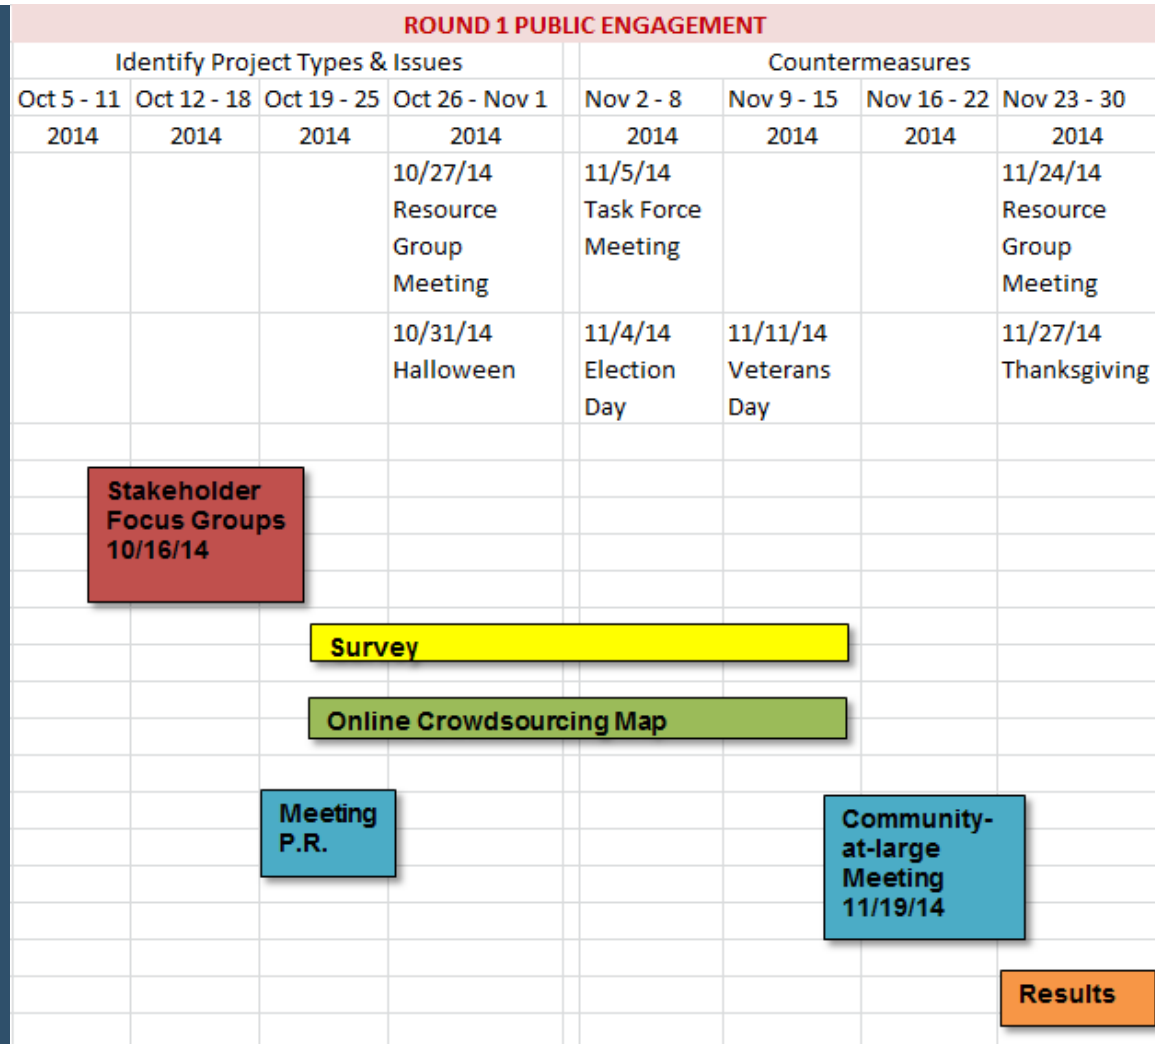 ROUND 1 PUBLIC ENGAGEMENT
Identify Project Types & Issues Countermeasures
Oct 5 - 11 Oct 12 - 18 Oct 19 - 25 Oct 26 - Nov 1 Nov 2 - 8 Nov 9 - 15 Nov 16 - 22 Nov 23 - 30
2014 2014 2014 2014 2014 2014 2014 2014
10/27/14
Resource
Group
Meeting
11/5/14
Task Force
Meeting
11/24/14
Resource
Group
Meeting
10/31/14
Halloween
11/4/14
Election
Day
11/11/14
Veterans
Day
11/27/14
Thanksgiving
Stakeholder
Focus Groups
10/16/14
Survey
Online Crowdsourcing Map
Meeting
P.R.
Community-
at-large
Meeting
11/19/14
Results